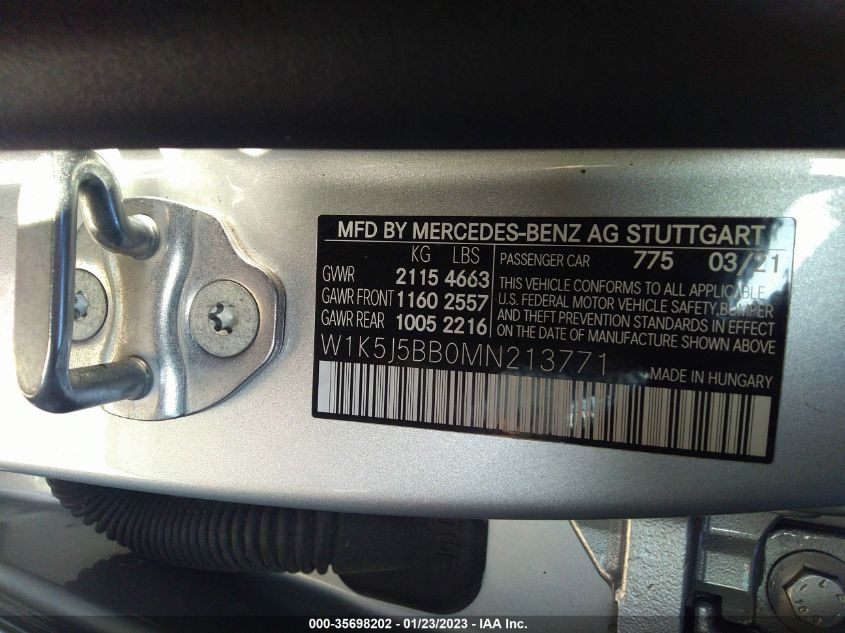 MFD BY MERCEDES-BENZ AG STUTTGART
KG LBS
GVWR 2115 4663
GAWR FRONT 1160 2557
GAWR REAR 1005 2216
PASSENGER CAR 775 03/21
THIS VEHICLE CONFORMS TO ALL APPLICABLE
U.S. FEDERAL MOTOR VEHICLE SAFETY, BUMPER
AND THEFT PREVENTION STANDARDS IN EFFECT
ON THE DATE OF MANUFACTURE SHOWN ABOVE
W1K5J5BB0MN213771
MADE IN HUNGARY
000-35698202 / 01/23/2023 - IAA Inc.